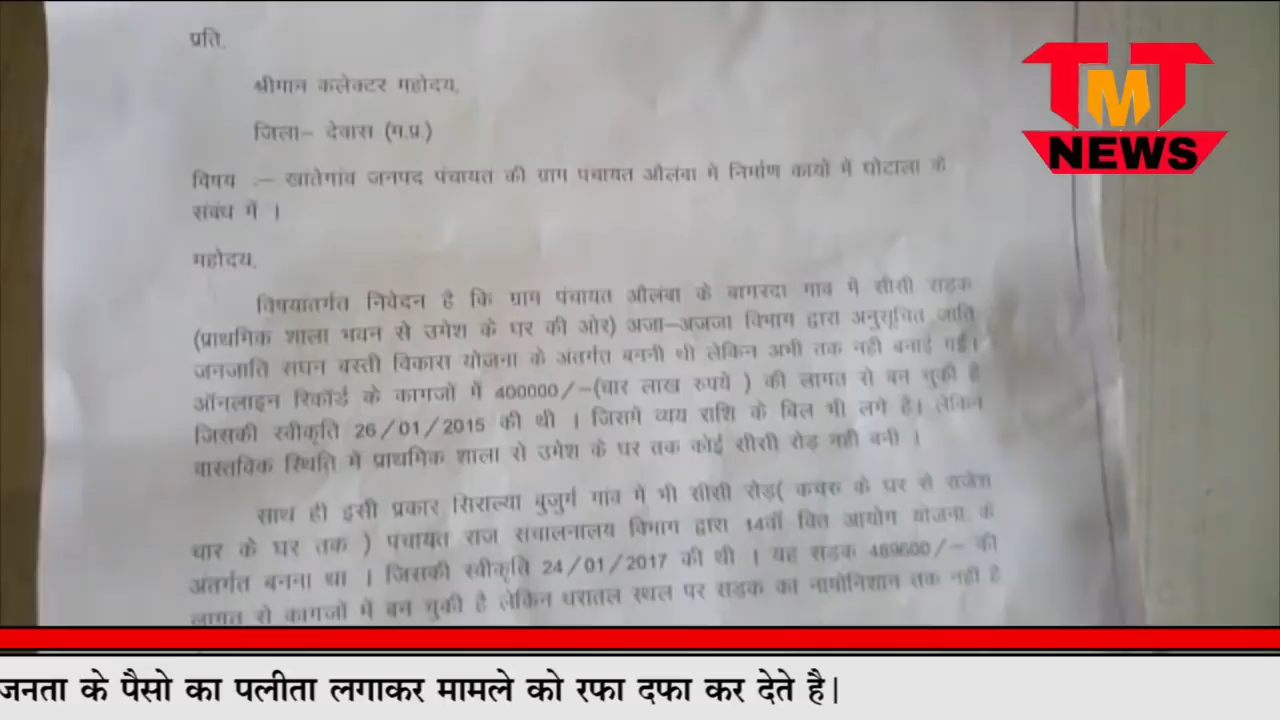 प्रति,
श्रीमान कलेक्टर महोदय,
जिला- देवास (म.प्र.)
विषय :- खातेगांव जनपद पंचायत की ग्राम पंचायत औलंबा मे निर्माण कार्यो मे घोटाला के
संबंध में ।
महोदय,
विषयांतर्गत निवेदन है कि ग्राम पंचायत औलंबा के बागरदा गाव मे सीसी सड़क
(प्राथमिक शाला भवन से उमेश के घर की ओर) अजा-अजजा विभाग द्वारा अनुसूचित जाति
जनजाति सघन बस्ती विकास योजना के अंतर्गत बननी थी लेकिन अभी तक नही बनाई गई।
ऑनलाइन रिकॉर्ड के कागजों में 400000/-(चार लाख रुपये ) की लागत से बन चुकी है
जिसकी स्वीकृति 26/01/2015 की थी । जिसमे व्यय राशि के बिल भी लगे है। लेकिन
वास्तविक स्थिति में प्राथमिक शाला से उमेश के घर तक कोई सीसी रोड़ नही बनी ।
साथ ही इसी प्रकार सिराल्या बुजुर्ग गांव में भी सीसी रोड़( कचरु के घर से राजेश
चार के घर तक ) पंचायत राज संचालनालय विभाग द्वारा 14वॉ वित आयोग योजना के
अंतर्गत बनना था । जिसकी स्वीकृति 24/01/2017 की थी । यह सड़क 489600/- की
लागत से कागजों में बन चुकी है लेकिन धरातल स्थल पर सड़क का नामोनिशान तक नही है
TMT
NEWS
जनता के पैसो का पलीता लगाकर मामले को रफा दफा कर देते है।